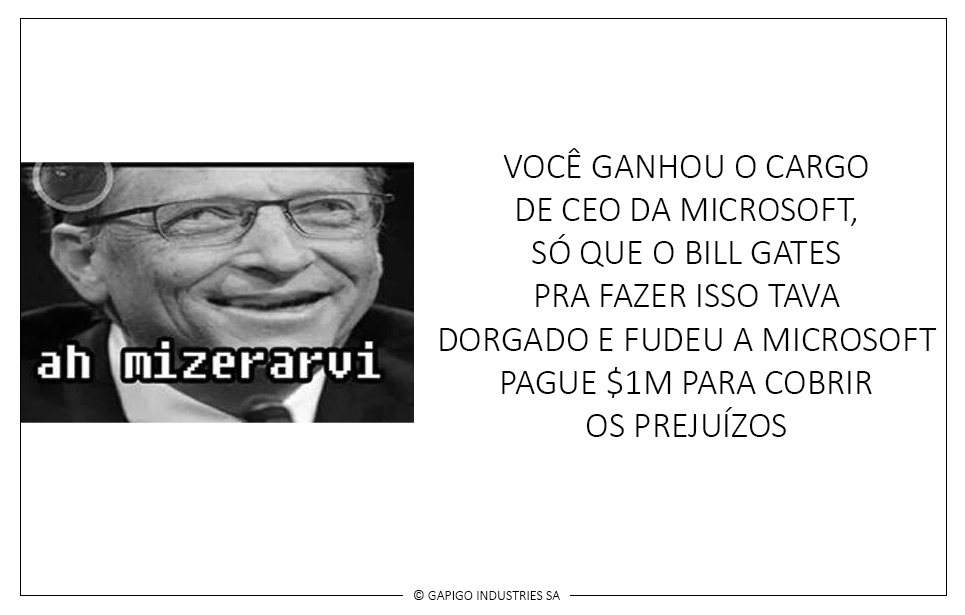 ah mizerarvi
VOCÊ GANHOU O CARGO
DE CEO DA MICROSOFT,
SÓ QUE O BILL GATES
PRA FAZER ISSO TAVA
DORGADO E FUDEU A MICROSOFT
PAGUE $1M PARA COBRIR
OS PREJUÍZOS
© GAPIGO INDUSTRIES SA